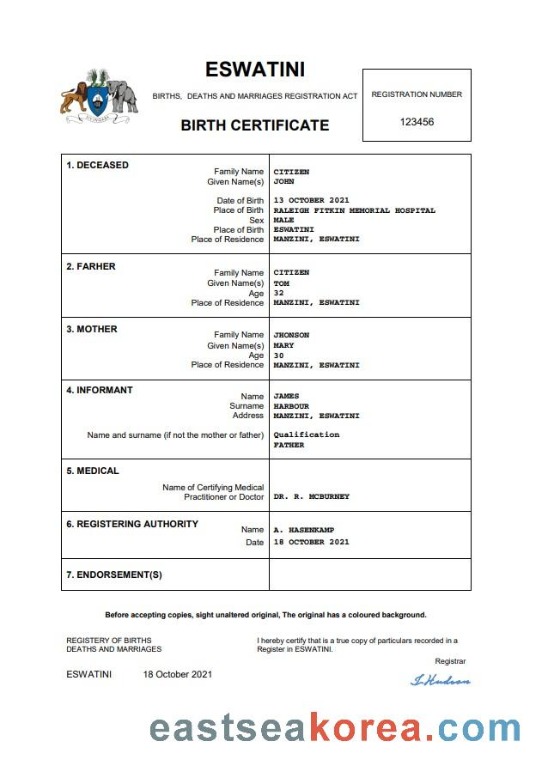 ESWATINI
BIRTHS, DEATHS AND MARRIAGES REGISTRATION ACT
BIRTH CERTIFICATE
REGISTRATION NUMBER
123456
1. DECEASED
Family Name CITIZEN
Given Name(s) JOHN
Date of Birth 13 OCTOBER 2021
Place of Birth RALEIGH FITKIN MEMORIAL HOSPITAL
Sex MALE
Place of Birth ESWATINI
Place of Residence MANZINI, ESWATINI
2. FARHER
Family Name CITIZEN
Given Name(s) TOM
Age 32
Place of Residence MANZINI, ESWATINI
3. MOTHER
Family Name JHONSON
Given Name(s) MARY
Age 30
Place of Residence MANZINI, ESWATINI
4. INFORMANT
Name JAMES
Surname HARBOUR
Address MANZINI, ESWATINI
Name and surname (if not the mother or father) Qualification
FATHER
5. MEDICAL
Name of Certifying Medical
Practitioner or Doctor DR. R. MCBURNEY
6. REGISTERING AUTHORITY
Name A. HASENKAMP
Date 18 OCTOBER 2021
7. ENDORSEMENT(S)
Before accepting copies, sight unaltered original, The original has a coloured background.
REGISTERY OF BIRTHS
DEATHS AND MARRIAGES
I hereby certify that is a true copy of particulars recorded in a
Register in ESWATINI.
Registrar
ESWATINI 18 October 2021
eastseakorea.com